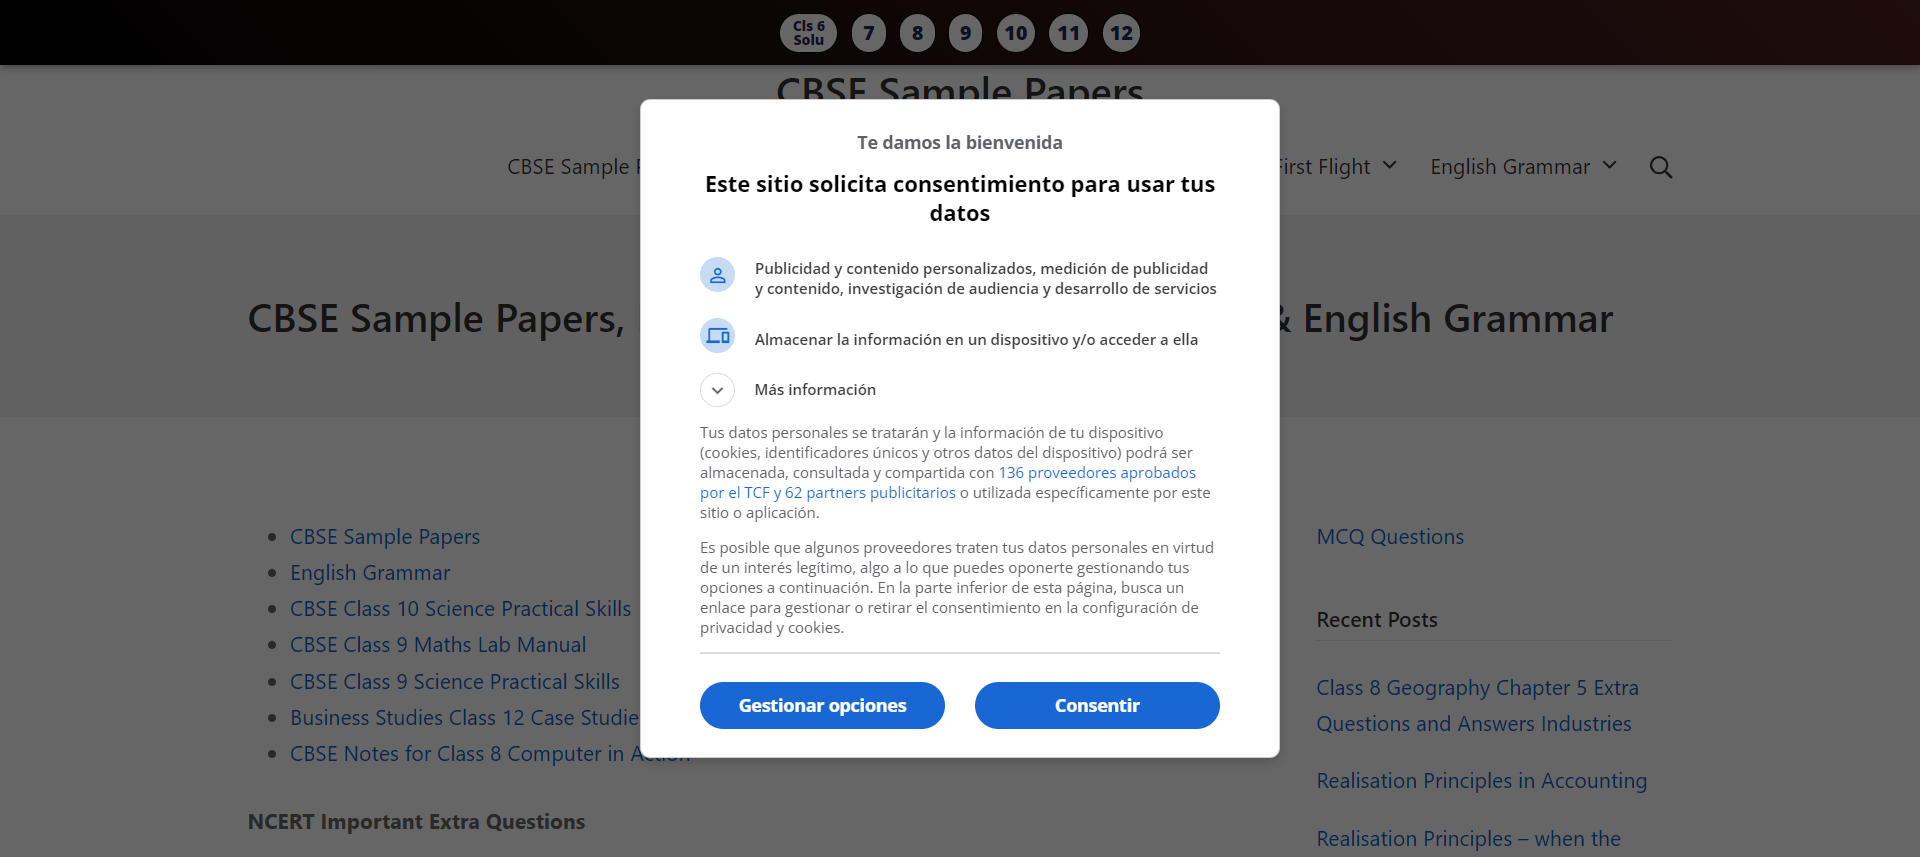 Cls 6
Solu
7
8
9
10
11
12
CBSE Sample Papers
CBSE Sample
First Flight
English Grammar
Te damos la bienvenida
Este sitio solicita consentimiento para usar tus
datos
Publicidad y contenido personalizados, medición de publicidad
y contenido, investigación de audiencia y desarrollo de servicios
Almacenar la información en un dispositivo y/o acceder a ella
Más información
Tus datos personales se tratarán y la información de tu dispositivo
(cookies, identificadores únicos y otros datos del dispositivo) podrá ser
almacenada, consultada y compartida con 136 proveedores aprobados
por el TCF y 62 partners publicitarios o utilizada específicamente por este
sitio o aplicación.
Es posible que algunos proveedores traten tus datos personales en virtud
de un interés legítimo, algo a lo que puedes oponerte gestionando tus
opciones a continuación. En la parte inferior de esta página, busca un
enlace para gestionar o retirar el consentimiento en la configuración de
privacidad y cookies.
Gestionar opciones
Consentir
CBSE Sample Papers,
& English Grammar
CBSE Sample Papers
English Grammar
CBSE Class 10 Science Practical Skills
CBSE Class 9 Maths Lab Manual
CBSE Class 9 Science Practical Skills
Business Studies Class 12 Case Studie
CBSE Notes for Class 8 Computer in Action
NCERT Important Extra Questions
MCQ Questions
Recent Posts
Class 8 Geography Chapter 5 Extra
Questions and Answers Industries
Realisation Principles in Accounting
Realisation Principles – when the